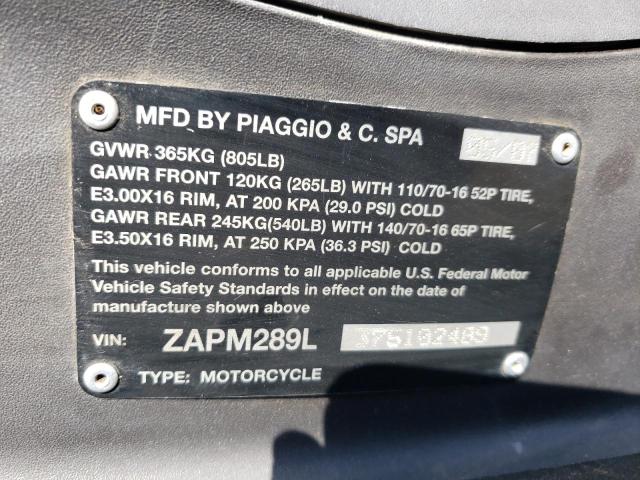 MFD BY PIAGGIO & C. SPA
GVWR 365KG (805LB)
GAWR FRONT 120KG (265LB) WITH 110/70-16 52P TIRE,
E3.00X16 RIM, AT 200 KPA (29.0 PSI) COLD
GAWR REAR 245KG(540LB) WITH 140/70-16 65P TIRE,
E3.50X16 RIM, AT 250 KPA (36.3 PSI) COLD
This vehicle conforms to all applicable U.S. Federal Motor
Vehicle Safety Standards in effect on the date of
manufacture shown above
VIN: ZAPM289L 375102489
TYPE: MOTORCYCLE